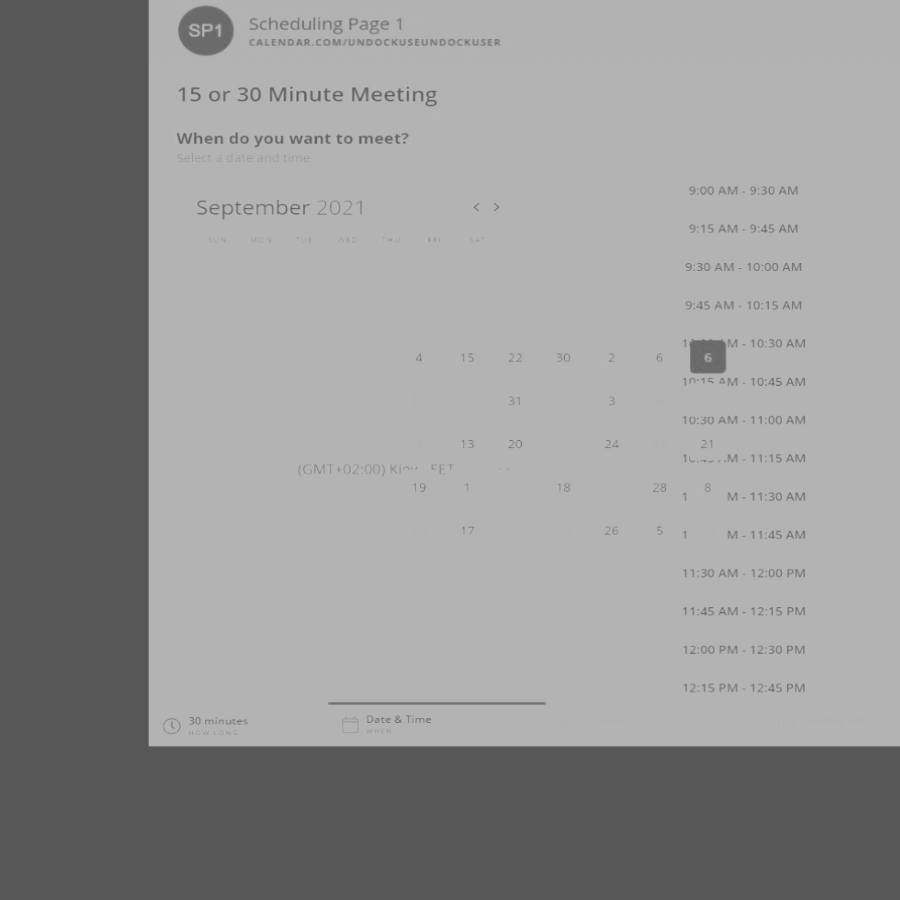 SP1
Scheduling Page 1
CALENDAR.COM/UNDOCKUSEUNDOCKUSER
15 or 30 Minute Meeting
When do you want to meet?
Select a date and time
September 2021 < >
SUN MON TUE WED THU FRI SAT
4 15 22 30 2 6 6
31 3
13 20 24 21
(GMT+02:00)
19 1 18 28 8
17 26 5
9:00 AM - 9:30 AM
9:15 AM - 9:45 AM
9:30 AM - 10:00 AM
9:45 AM - 10:15 AM
M - 10:30 AM
10:15 AM - 10:45 AM
10:30 AM - 11:00 AM
M - 11:15 AM
1 M - 11:30 AM
1 M - 11:45 AM
11:30 AM - 12:00 PM
11:45 AM - 12:15 PM
12:00 PM - 12:30 PM
12:15 PM - 12:45 PM
30 minutes
HOW LONG
Date & Time
WHEN